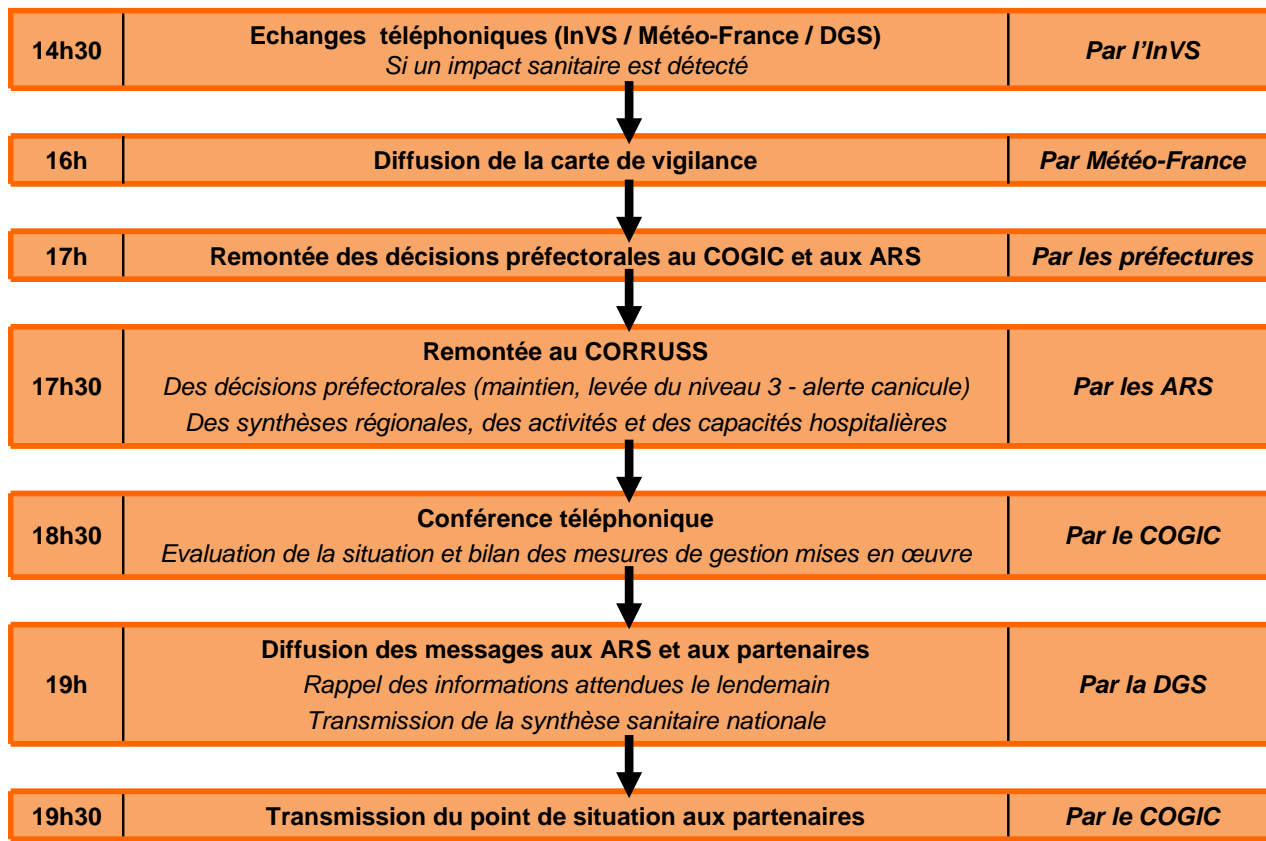 14h30
Echanges téléphoniques (InVS / Météo-France / DGS)
Si un impact sanitaire est détecté
Par l'InVS
16h
Diffusion de la carte de vigilance
Par Météo-France
17h
Remontée des décisions préfectorales au COGIC et aux ARS
Par les préfectures
17h30
Remontée au CORRUSS
Des décisions préfectorales (maintien, levée du niveau 3 - alerte canicule)
Des synthèses régionales, des activités et des capacités hospitalières
Par les ARS
18h30
Conférence téléphonique
Evaluation de la situation et bilan des mesures de gestion mises en œuvre
Par le COGIC
19h
Diffusion des messages aux ARS et aux partenaires
Rappel des informations attendues le lendemain
Transmission de la synthèse sanitaire nationale
Par la DGS
19h30
Transmission du point de situation aux partenaires
Par le COGIC